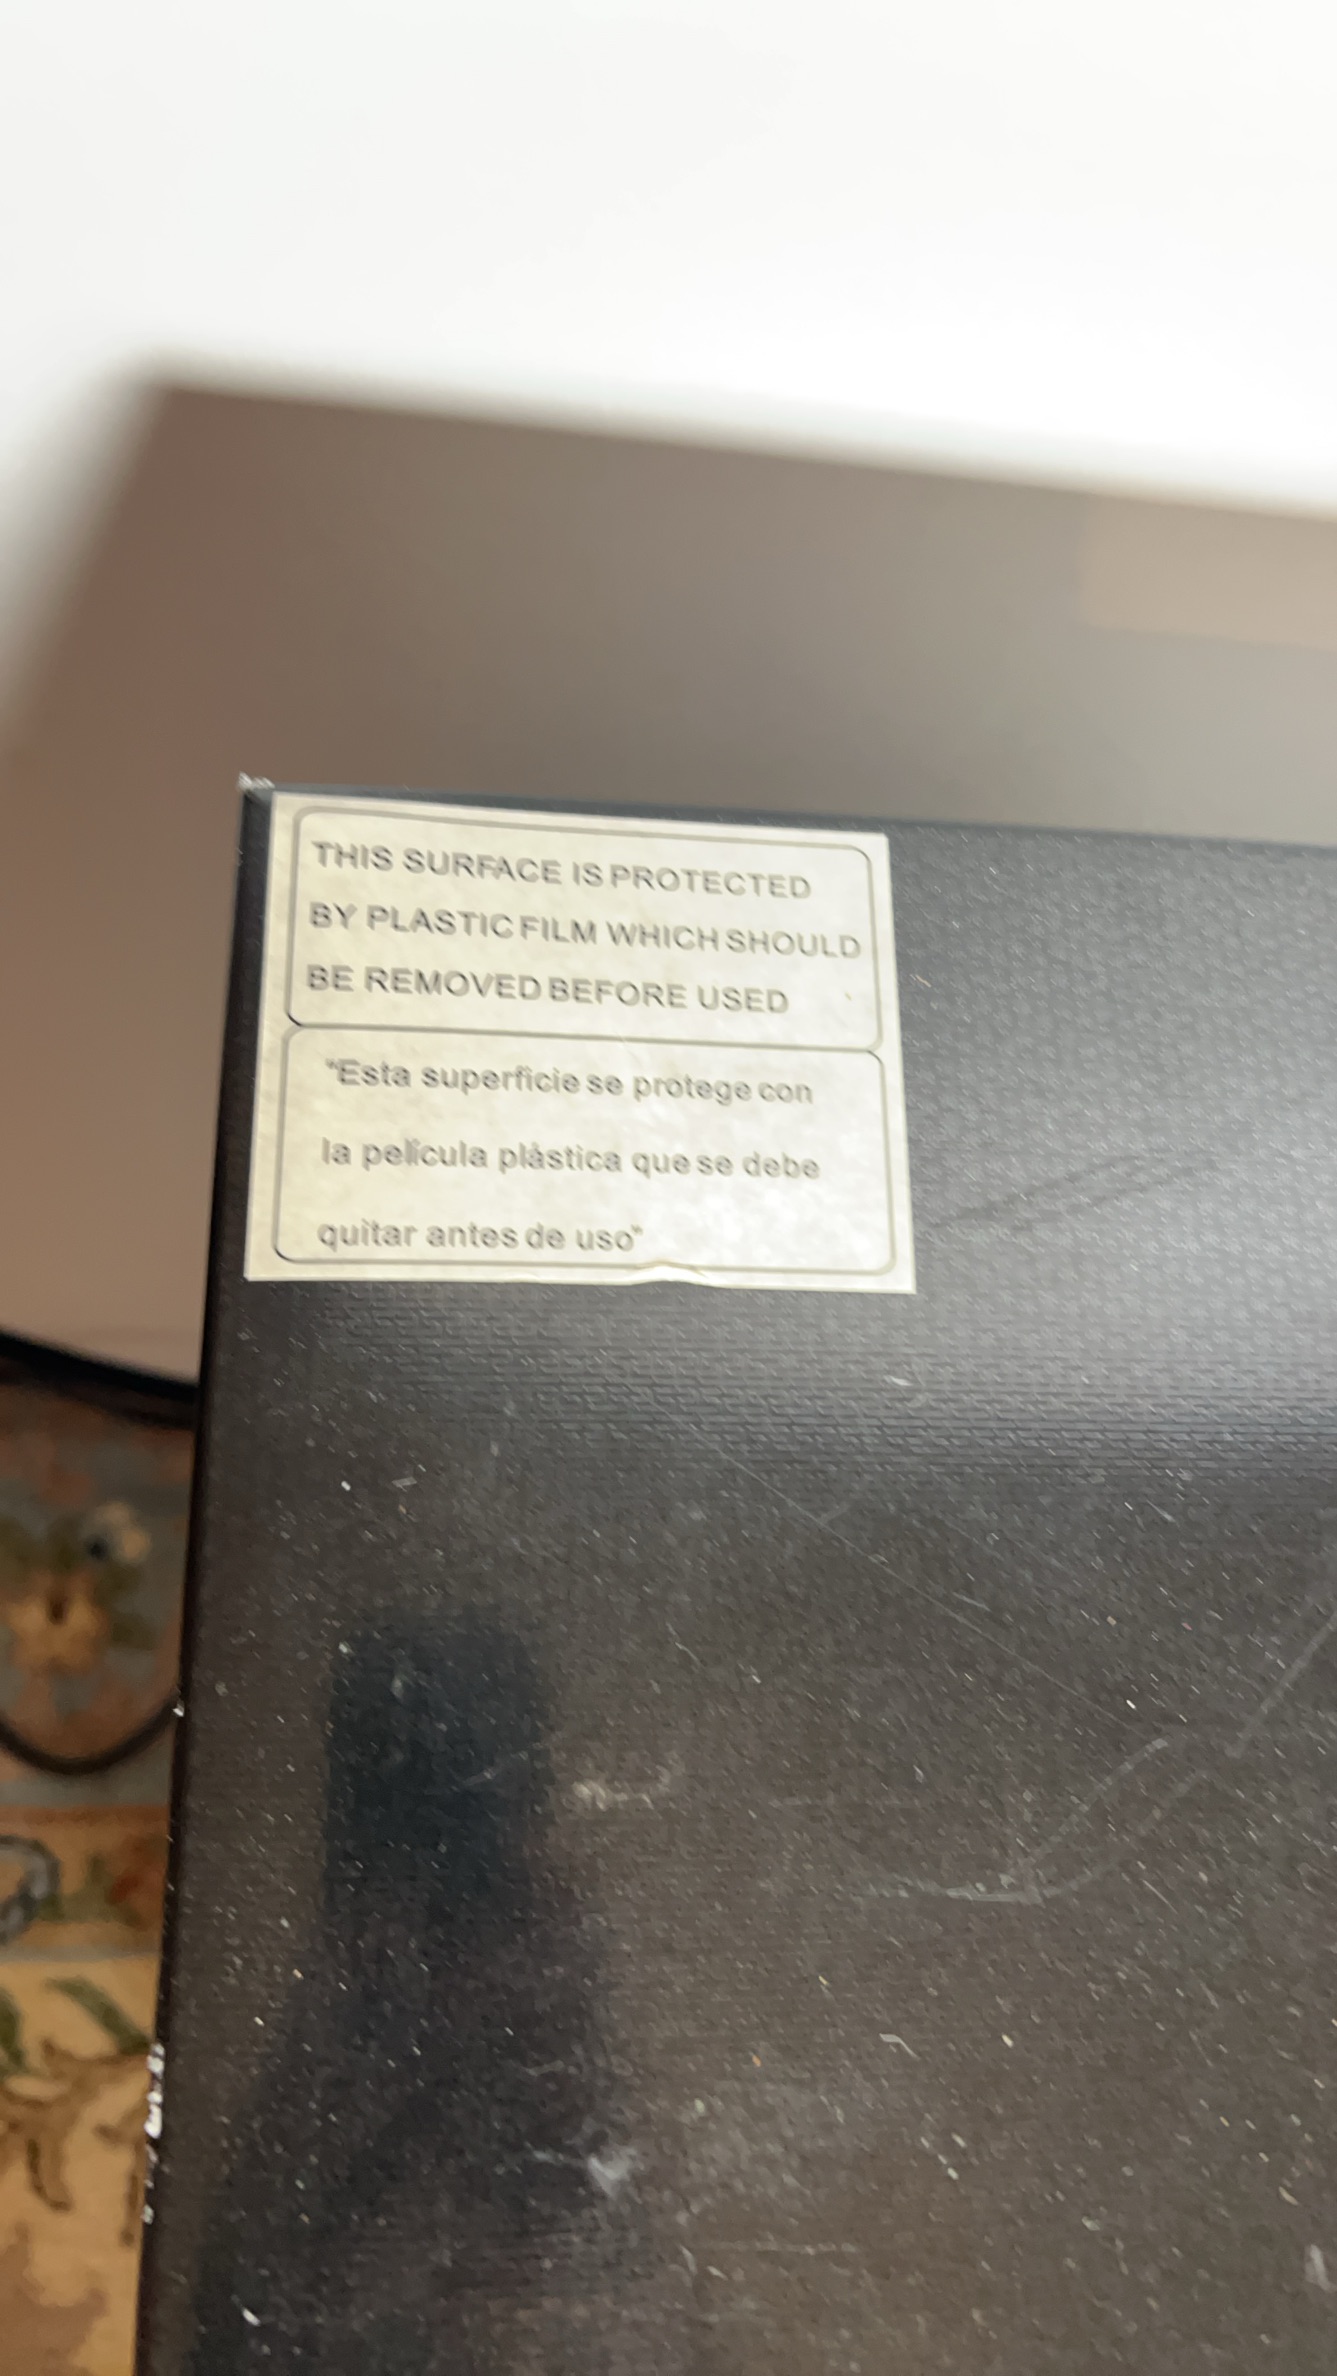 THIS SURFACE IS PROTECTED
BY PLASTIC FILM WHICH SHOULD
BE REMOVED BEFORE USED
"Esta superficie se protege con
la película plástica que se debe
quitar antes de uso"